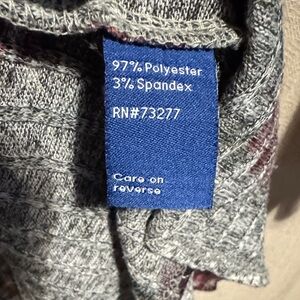 97% Polyester
3% Spandex
RN#73277
Care on
reverse